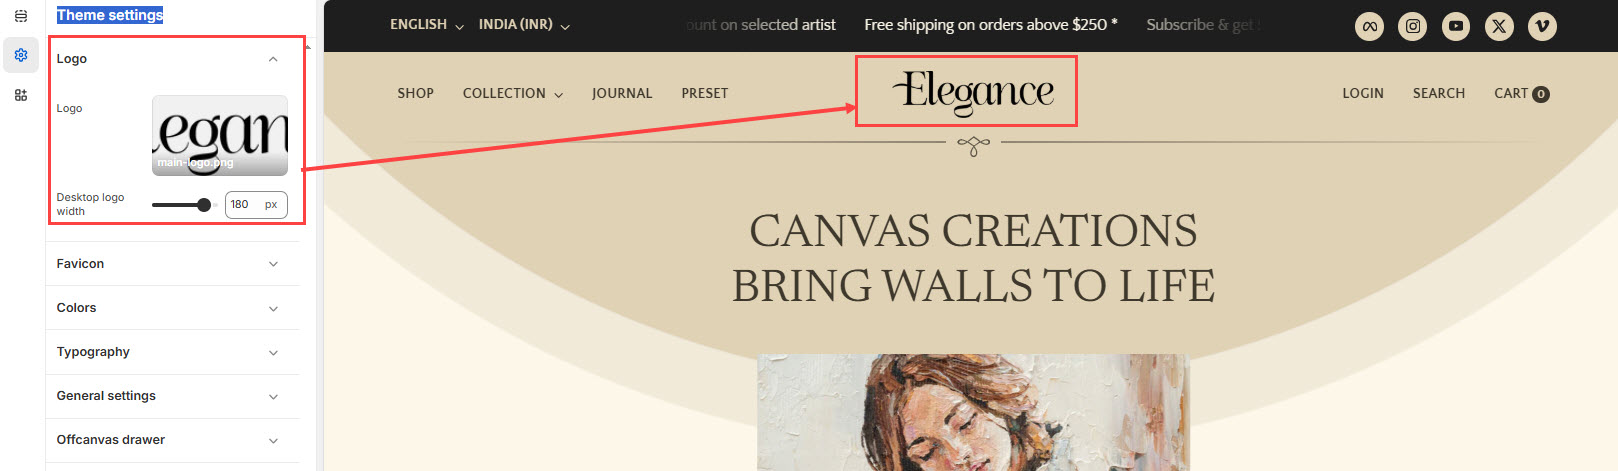 Theme settings
Logo
Logo
egan
main-logo.png
Desktop logo
width
180 px
Favicon
Colors
Typography
General settings
Offcanvas drawer
ENGLISH INDIA (INR) ount on selected artist Free shipping on orders above $250 * Subscribe & get
SHOP COLLECTION JOURNAL PRESET Elegance LOGIN SEARCH CART 0
CANVAS CREATIONS
BRING WALLS TO LIFE